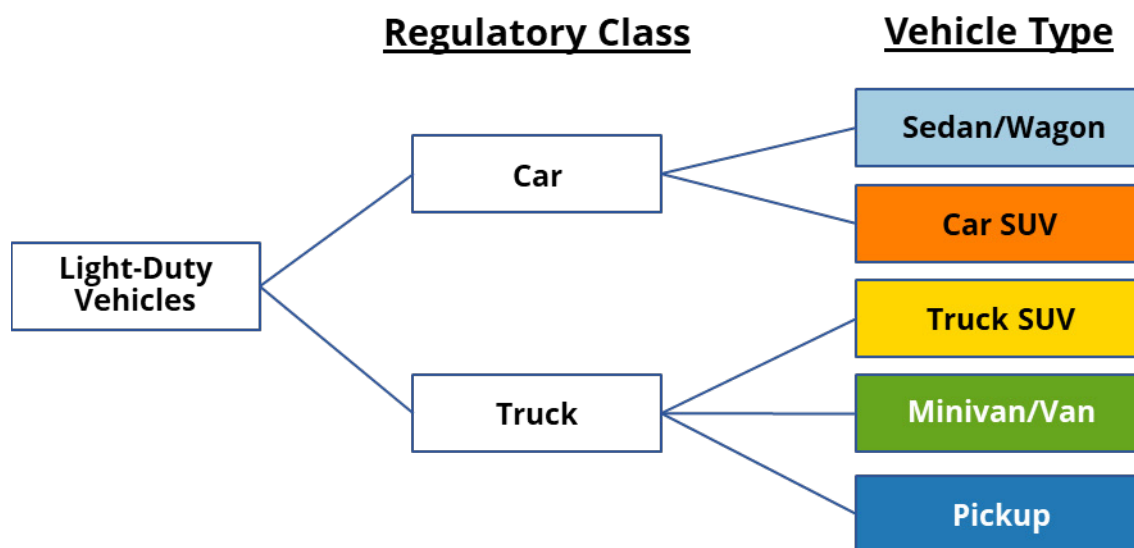 Regulatory Class
Vehicle Type
Light-Duty
Vehicles
Car
Truck
Sedan/Wagon
Car SUV
Truck SUV
Minivan/Van
Pickup